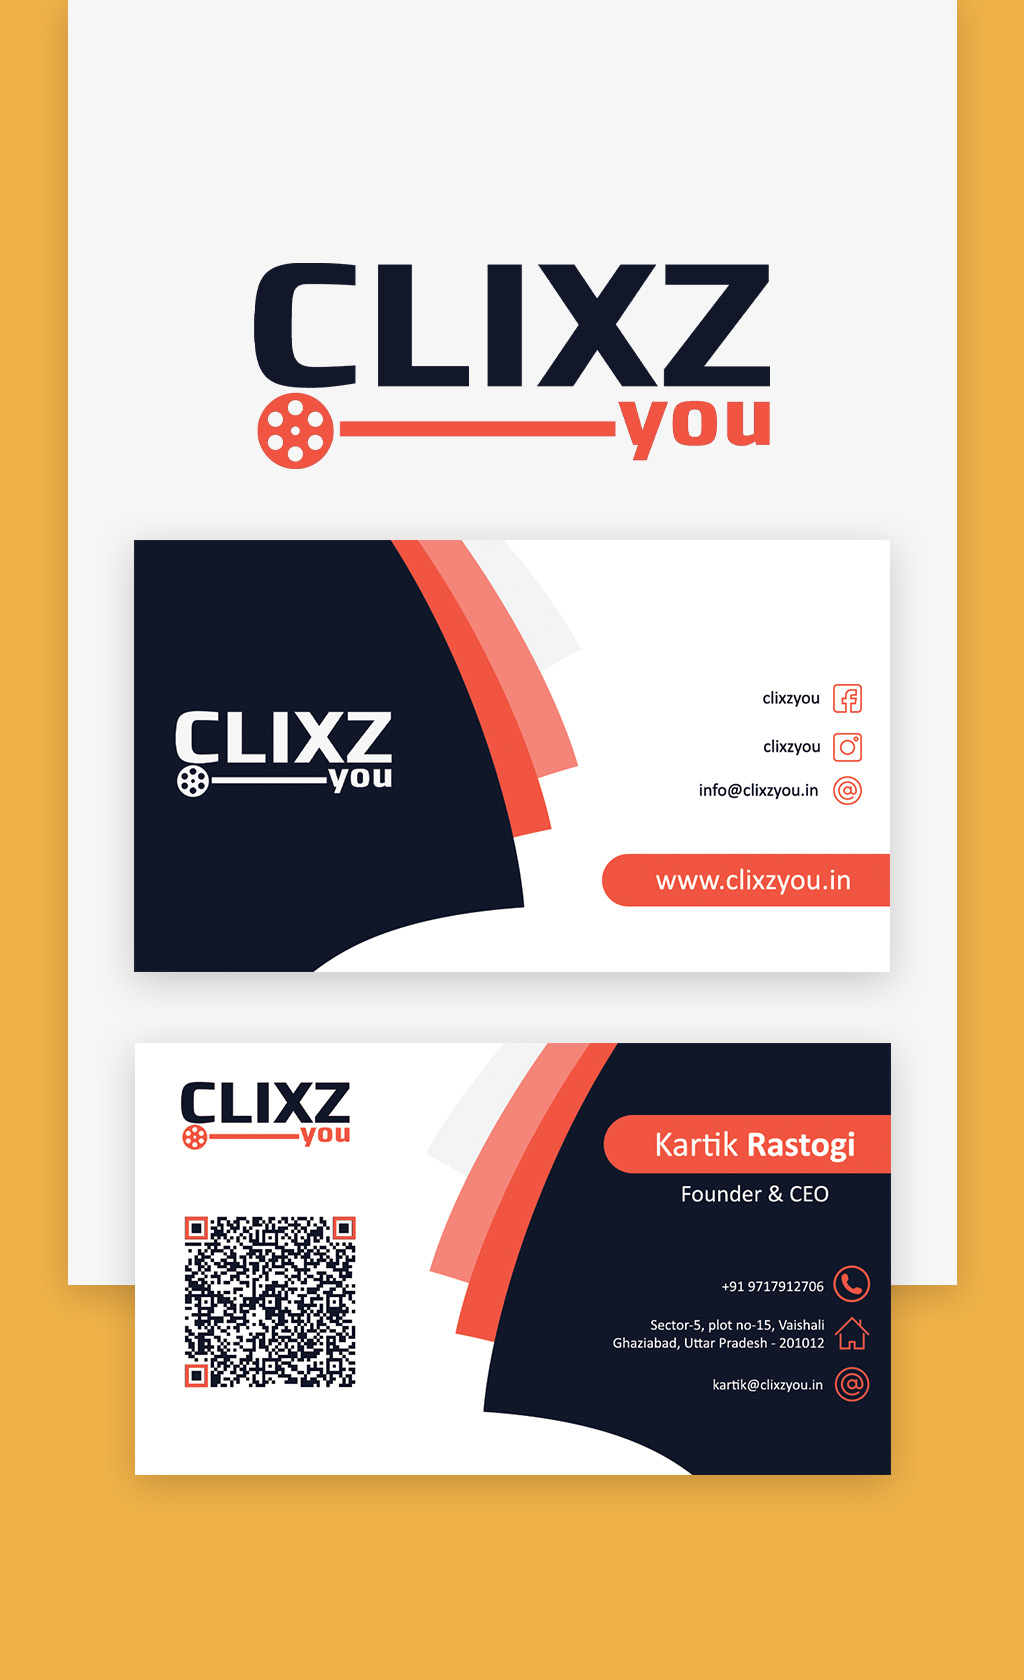 CLIXZ
you
CLIXZ
you
clixzyou
clixzyou
info@clixzyou.in
www.clixzyou.in
CLIXZ
you
Kartik Rastogi
Founder & CEO
+91 9717912706
Sector-5, plot no-15, Vaishali
Ghaziabad, Uttar Pradesh - 201012
kartik@clixzyou.in